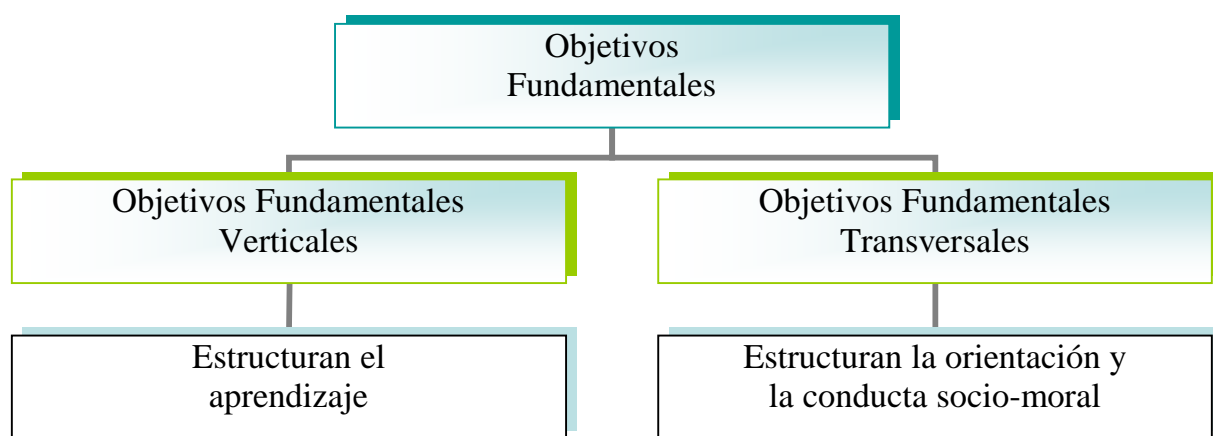 Objetivos
Fundamentales
Objetivos Fundamentales
Verticales
Objetivos Fundamentales
Transversales
Estructuran el
aprendizaje
Estructuran la orientación y
la conducta socio-moral